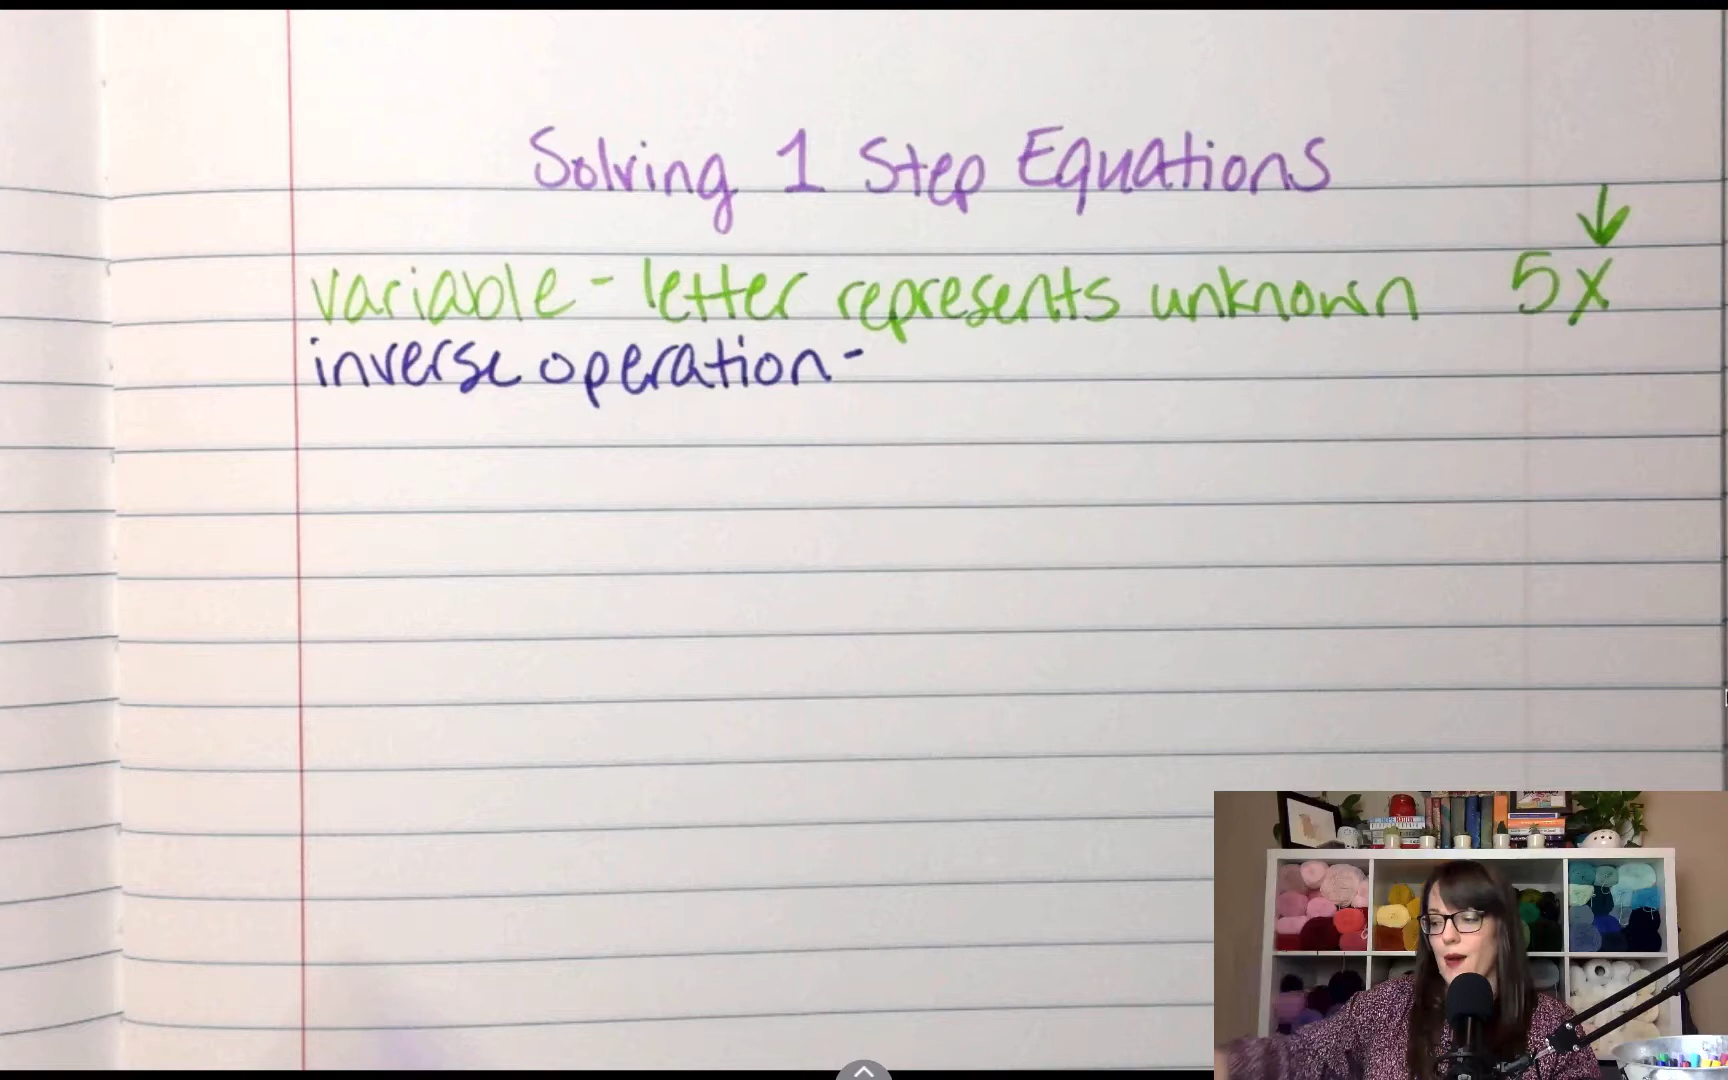 Solving 1 Step Equations
variable - letter represents unknown 5x
inverse operation -